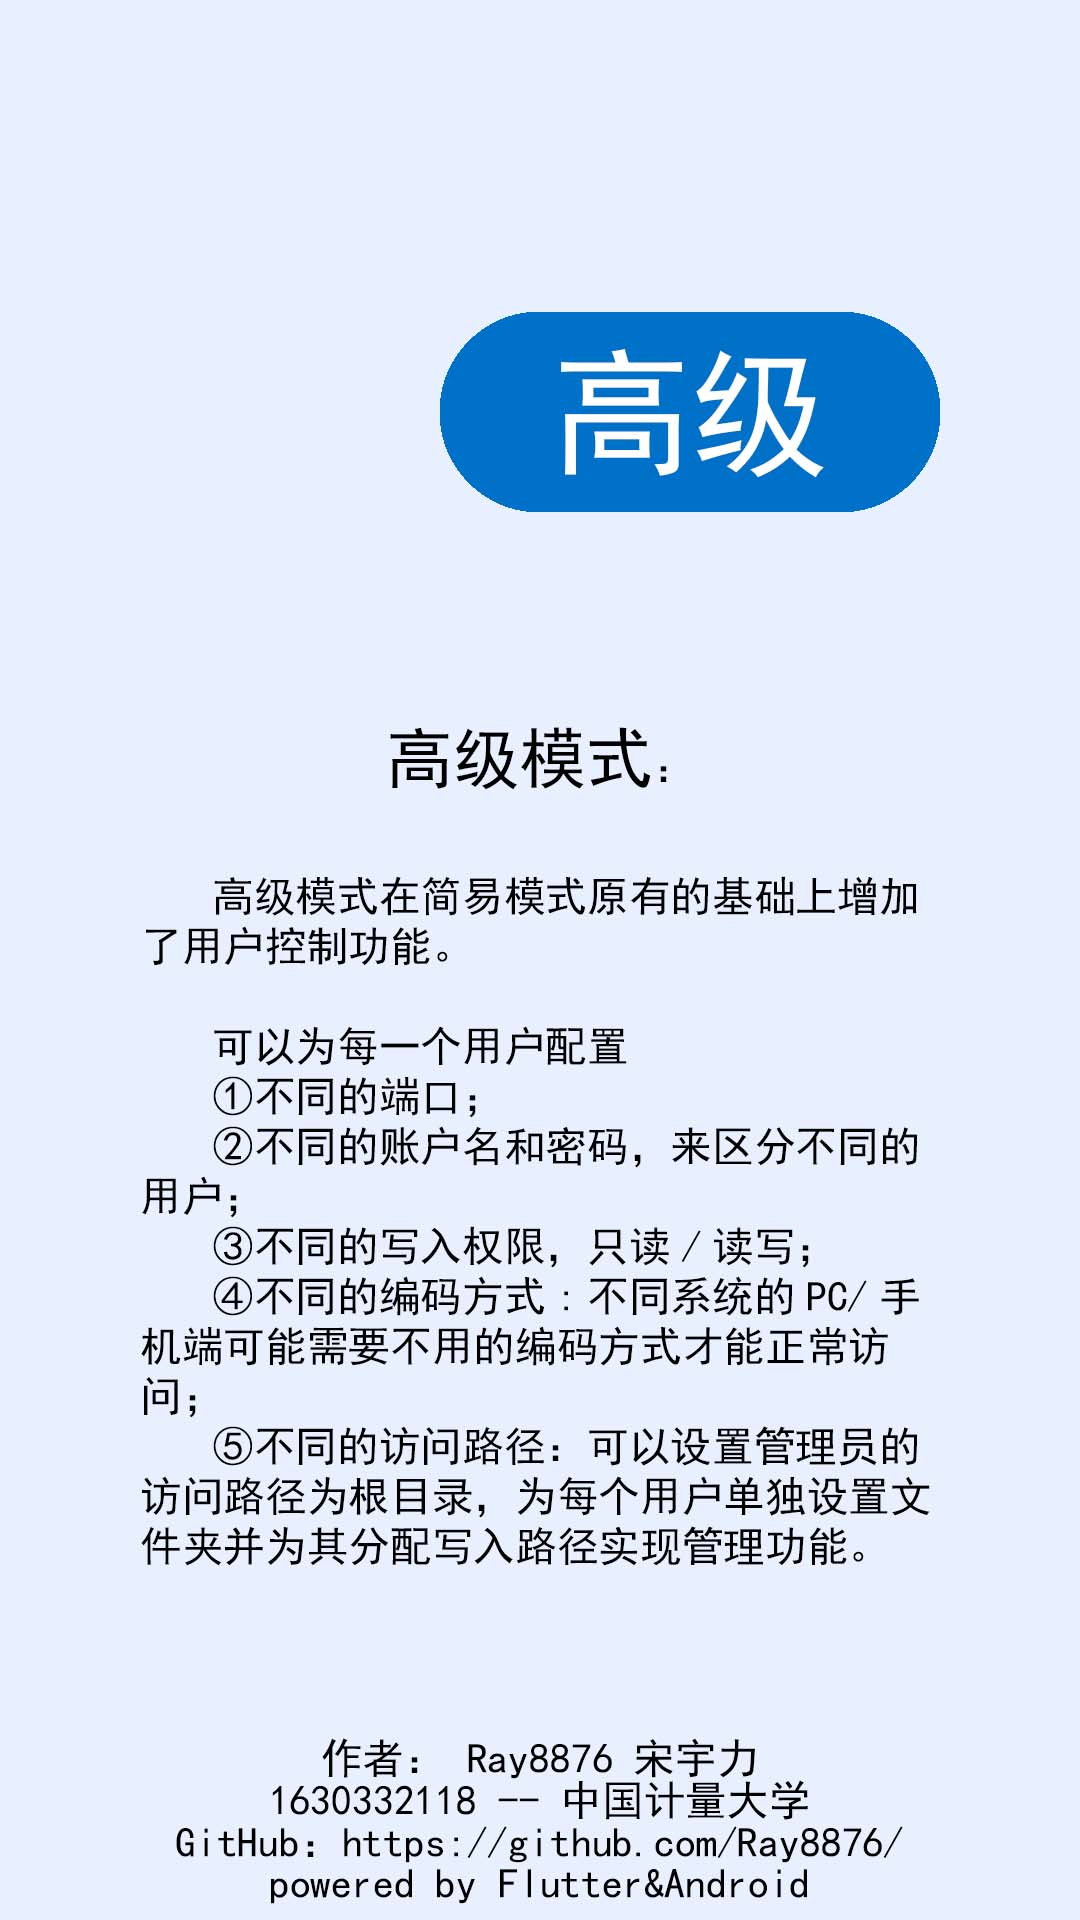 高级
高级模式：
高级模式在简易模式原有的基础上增加
了用户控制功能。
可以为每一个用户配置
①不同的端口；
②不同的账户名和密码，来区分不同的
用户；
③不同的写入权限，只读 / 读写；
④不同的编码方式 : 不同系统的 PC/ 手
机端可能需要不用的编码方式才能正常访
问；
⑤不同的访问路径：可以设置管理员的
访问路径为根目录，为每个用户单独设置文
件夹并为其分配写入路径实现管理功能。
作者： Ray8876 宋宇力
1630332118 -- 中国计量大学
GitHub：https://github.com/Ray8876/
powered by Flutter&Android